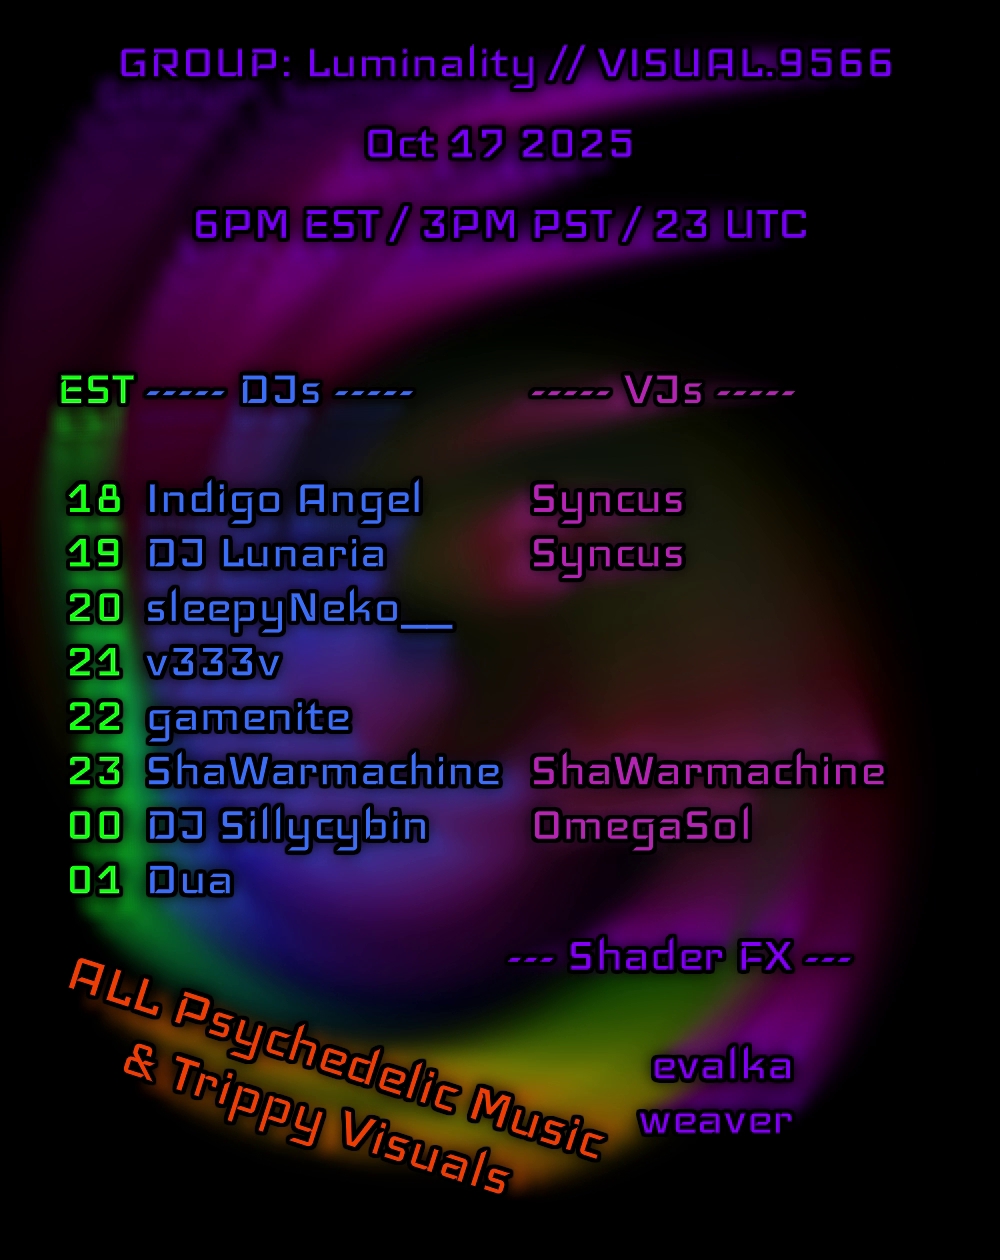 GROUP: Luminality // VISUAL.9566
Oct 17 2025
6PM EST / 3PM PST / 23 UTC
EST ----- DJs ----- ----- VJs -----
18 Indigo Angel Syncus
19 DJ Lunaria Syncus
20 sleepyNeko__
21 v333v
22 gamenite
23 ShaWarmachine ShaWarmachine
00 DJ Sillycybin OmegaSol
01 Dua
--- Shader FX ---
evalka
weaver
ALL Psychedelic Music
& Trippy Visuals